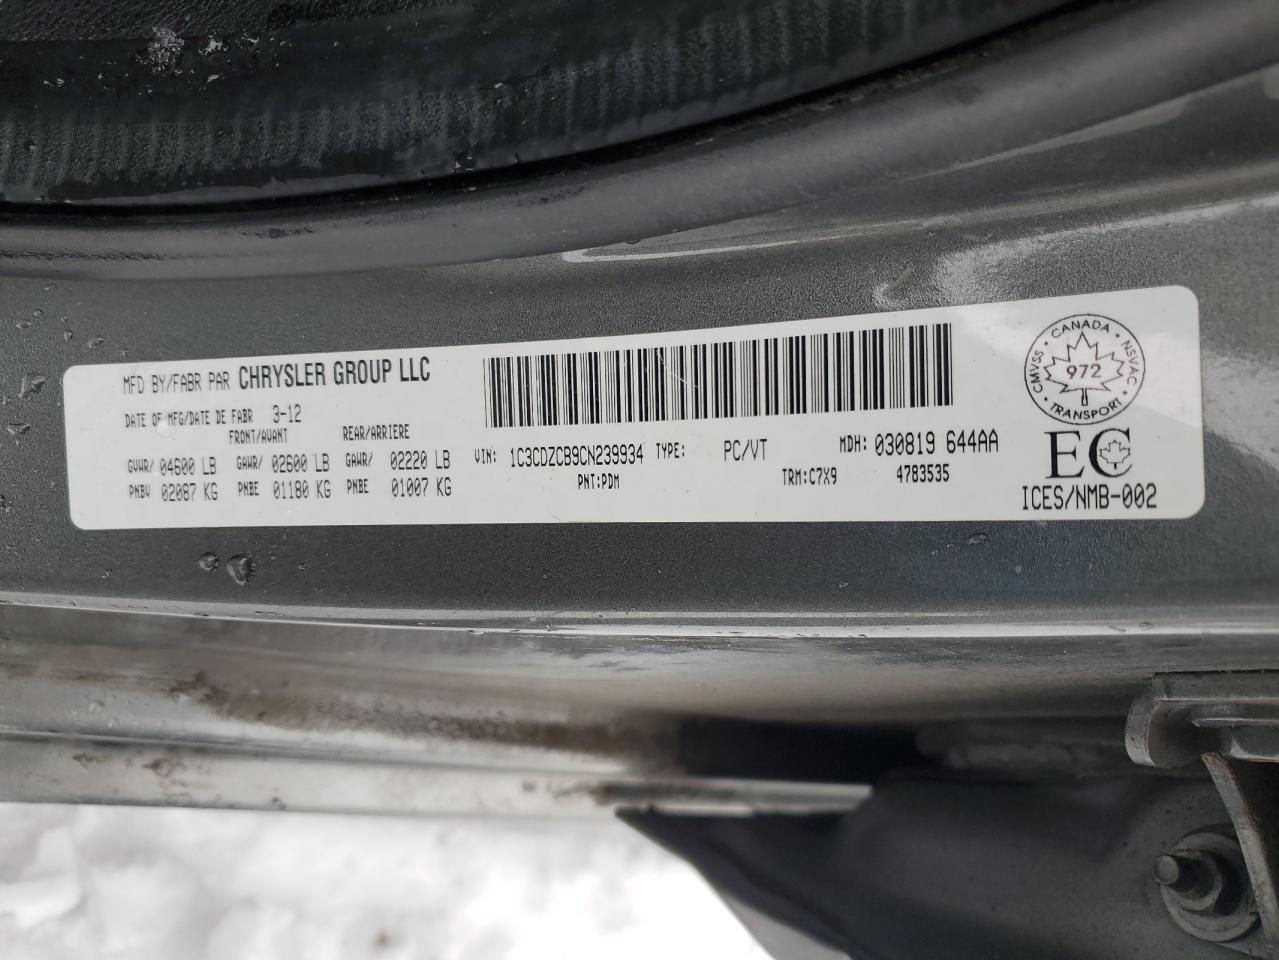 MFD BY/FABR PAR CHRYSLER GROUP LLC
DATE OF MFG/DATE DE FABR 3-12
FRONT/AVANT REAR/ARRIERE
GVWR/ 04600 LB GAWR/ 02600 LB GAWR/ 02220 LB
PNBV 02087 KG PNBE 01180 KG PNBE 01007 KG
VIN: 1C3CDZCB9CN239934 TYPE: PC/VT MDH: 030819 644AA
PNT:PDM TRM:C7X9 4783535
CANADA
CMVSS NSVAC
972
TRANSPORT
EC
ICES/NMB-002